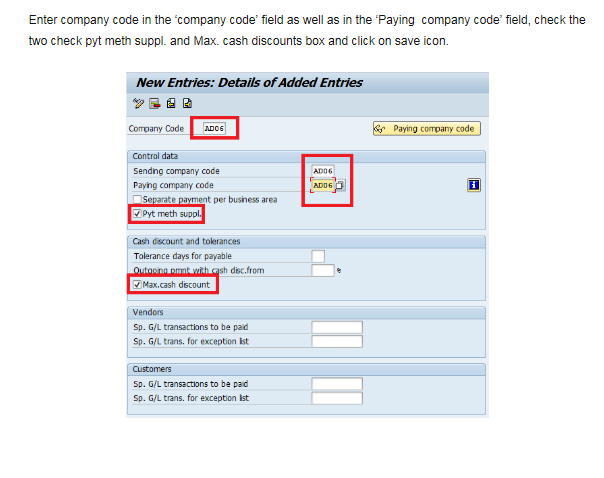 Enter company code in the ‘company code’ field as well as in the ‘Paying  company code’ field, check the
two check pyt meth suppl. and Max. cash discounts box and click on save icon.
New Entries: Details of Added Entries
Company Code AD06 Paying company code
Control data
Sending company code AD06
Paying company code AD06
Separate payment per business area
Pyt meth suppl.
Cash discount and tolerances
Tolerance days for payable
Outgoing pmnt with cash disc.from %
Max.cash discount
Vendors
Sp. G/L transactions to be paid
Sp. G/L trans. for exception list
Customers
Sp. G/L transactions to be paid
Sp. G/L trans. for exception list